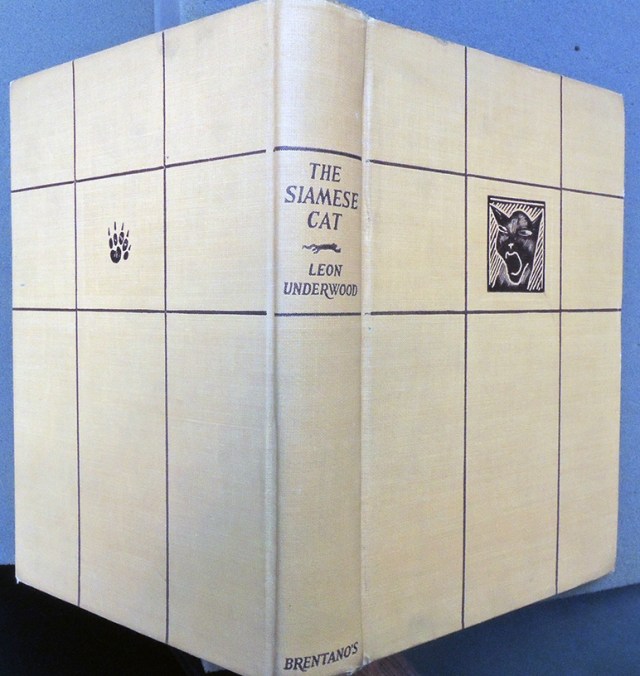 THE
SIAMESE
CAT
LEON
UNDERWOOD
BRENTANO'S